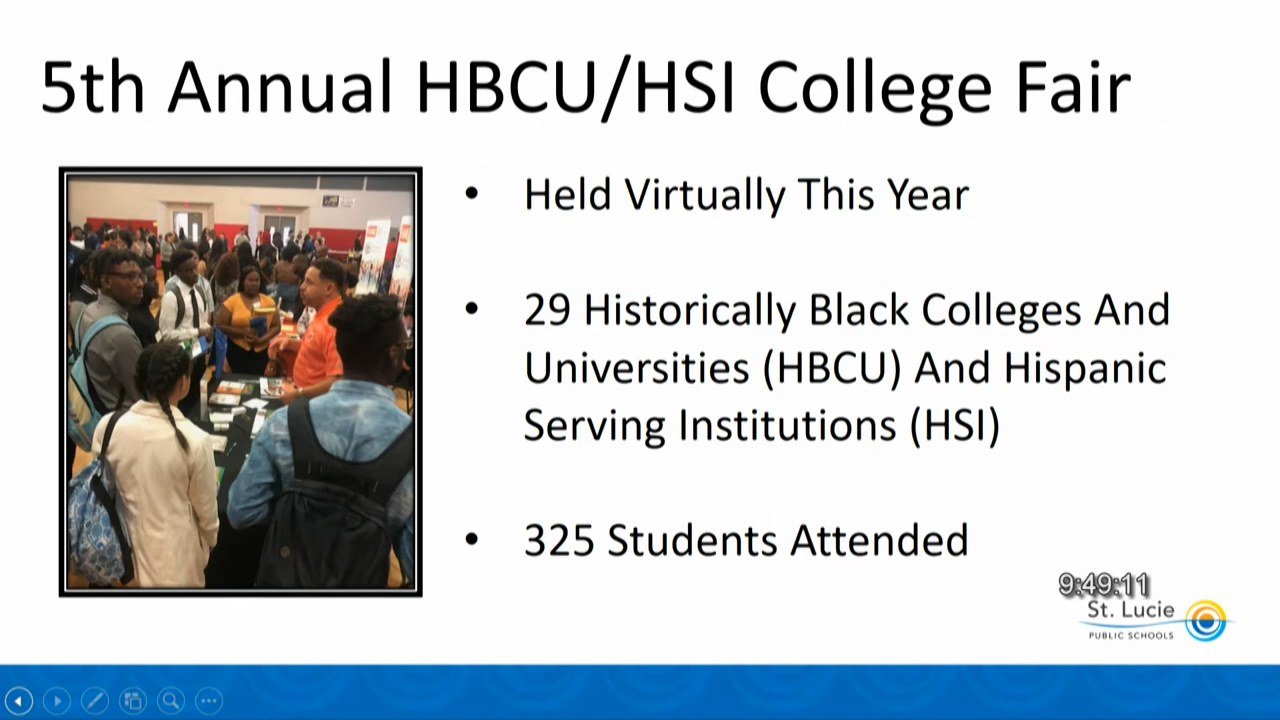 5th Annual HBCU/HSI College Fair
• Held Virtually This Year
• 29 Historically Black Colleges And
Universities (HBCU) And Hispanic
Serving Institutions (HSI)
• 325 Students Attended
9:49:11
St. Lucie
PUBLIC SCHOOLS